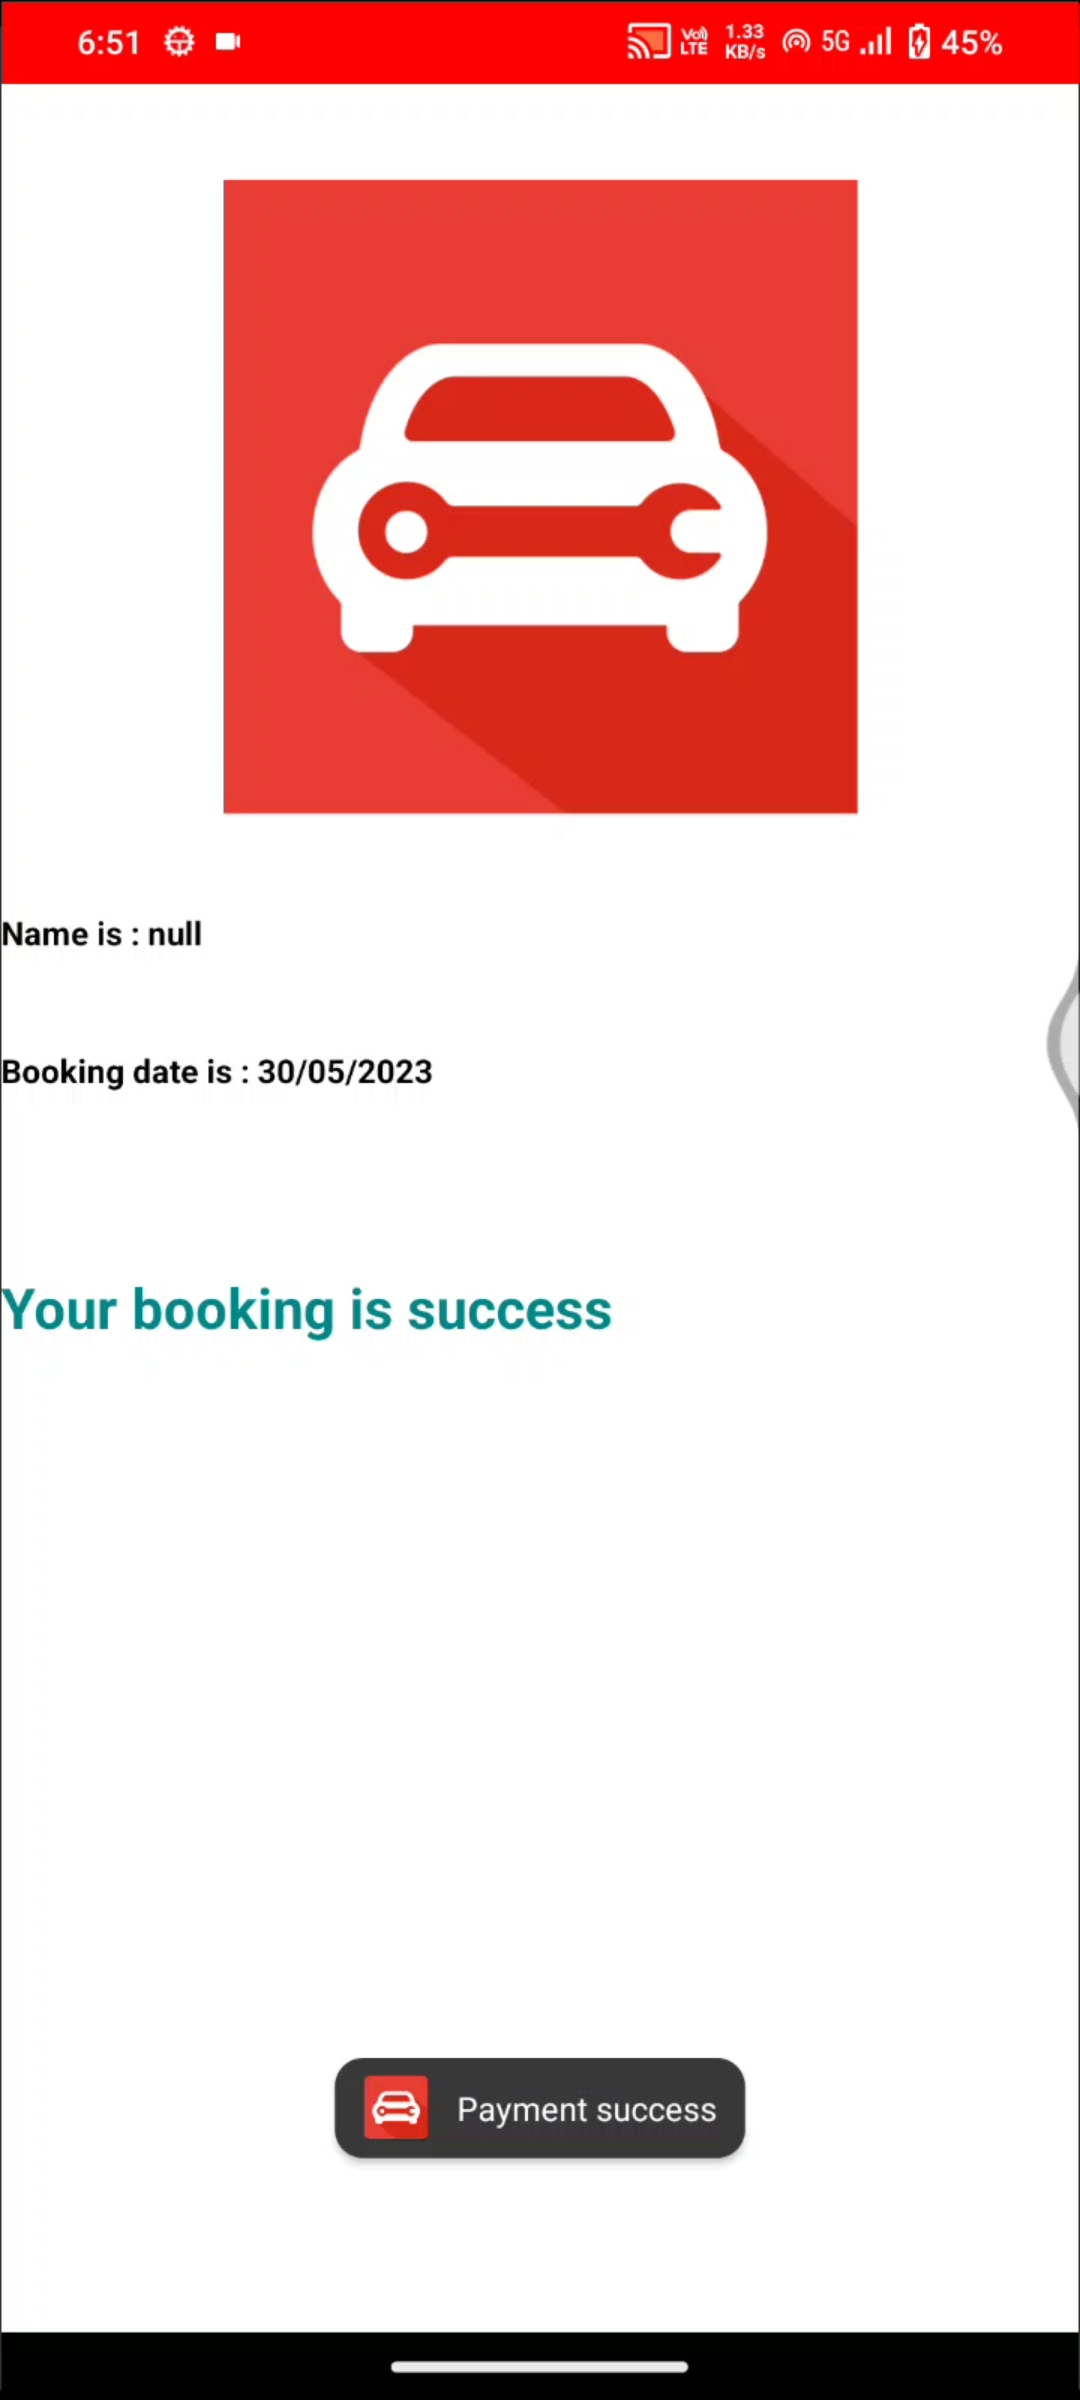 6:51 Vo) LTE 1.33 KB/s 5G 45%
Name is : null
Booking date is : 30/05/2023
Your booking is success
Payment success